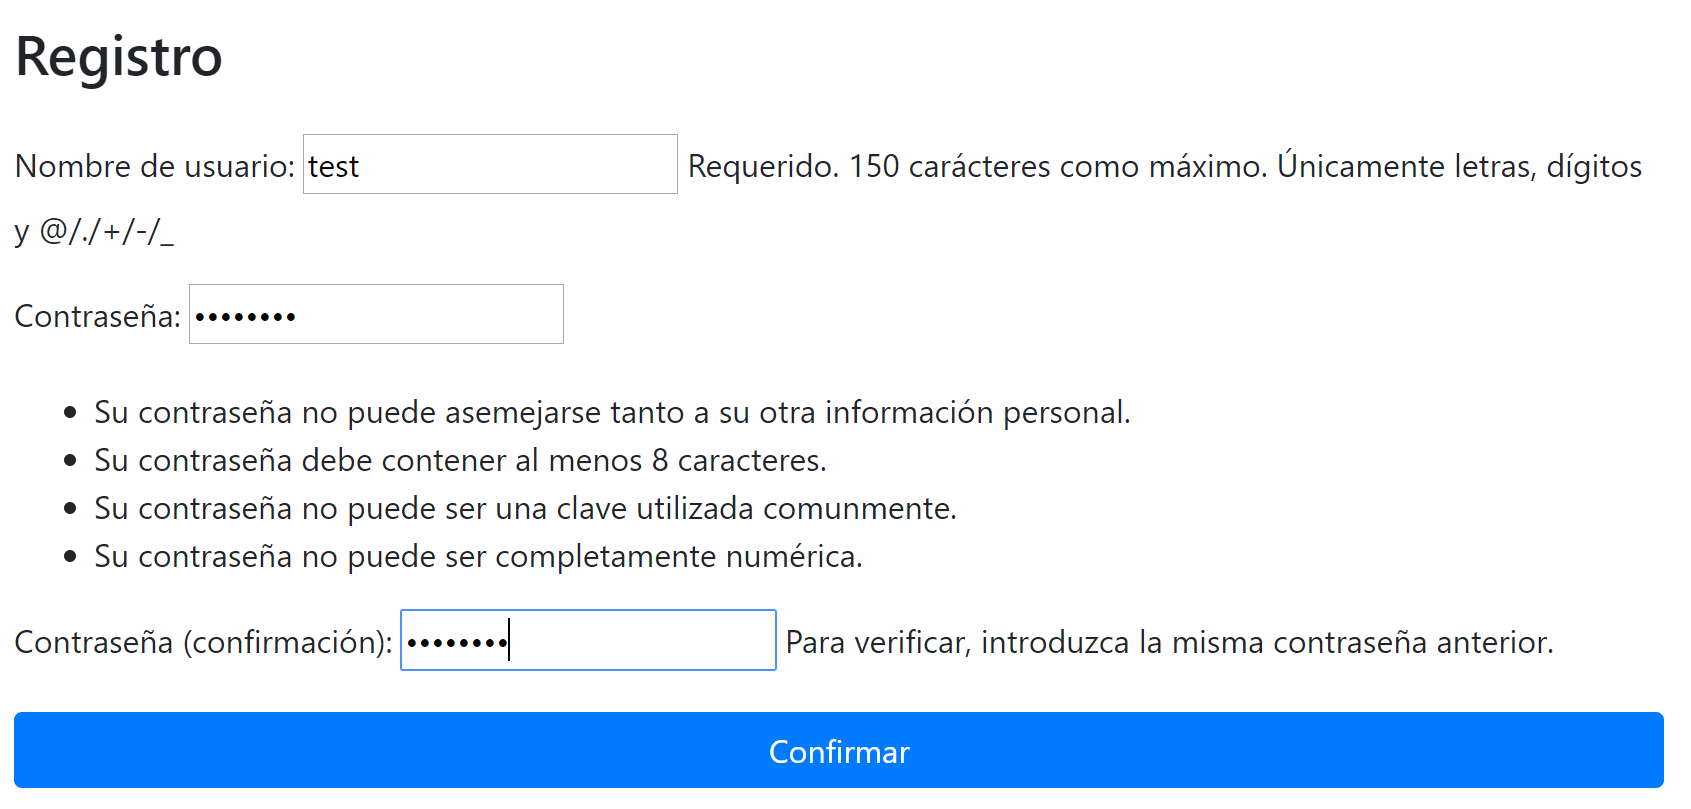 Registro
Nombre de usuario: test Requerido. 150 carácteres como máximo. Únicamente letras, dígitos
y @/./+/-/_
Contraseña: ••••••••
• Su contraseña no puede asemejarse tanto a su otra información personal.
• Su contraseña debe contener al menos 8 caracteres.
• Su contraseña no puede ser una clave utilizada comunmente.
• Su contraseña no puede ser completamente numérica.
Contraseña (confirmación): •••••••• Para verificar, introduzca la misma contraseña anterior.
Confirmar